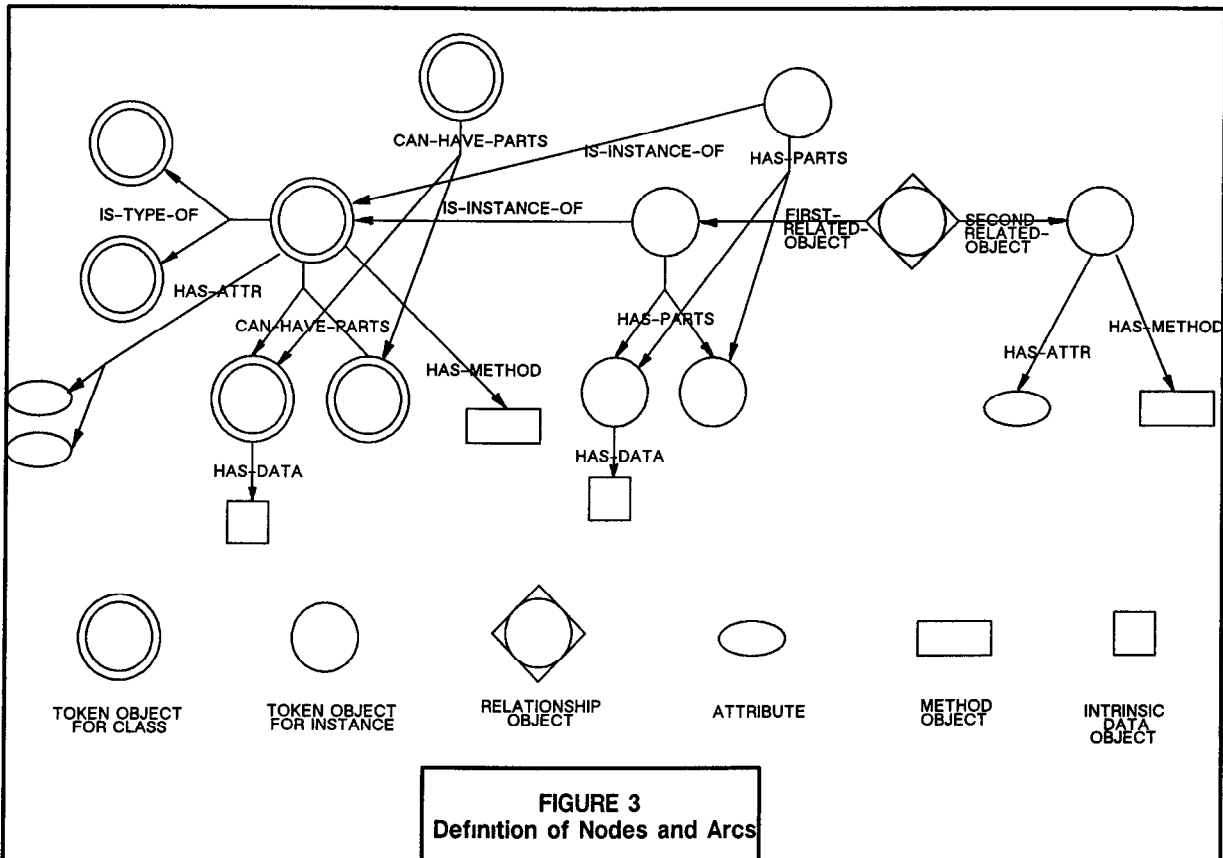 CAN-HAVE-PARTS
IS-INSTANCE-OF
HAS-PARTS
IS-TYPE-OF
IS-INSTANCE-OF
FIRST-
RELATED-
OBJECT
SECOND
RELATED-
OBJECT
HAS-ATTR
CAN-HAVE-PARTS
HAS-PARTS
HAS-METHOD
HAS-ATTR
HAS-METHOD
HAS-DATA
HAS-DATA
TOKEN OBJECT
FOR CLASS
TOKEN OBJECT
FOR INSTANCE
RELATIONSHIP
OBJECT
ATTRIBUTE
METHOD
OBJECT
INTRINSIC
DATA
OBJECT
FIGURE 3
Definition of Nodes and Arcs